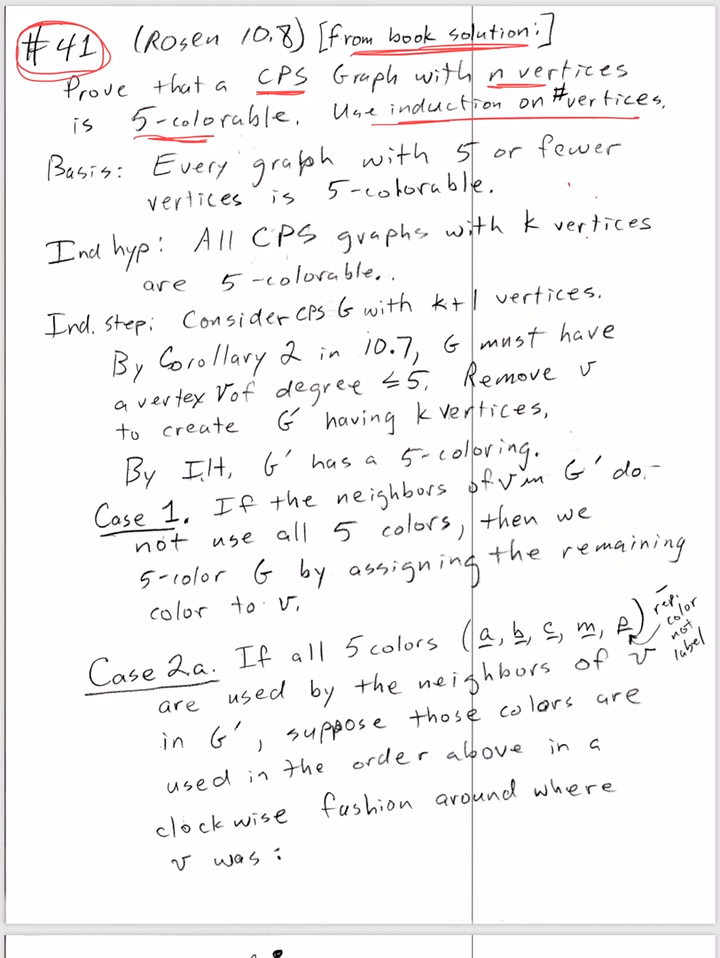 #41 (Rosen 10.8) [from book solution:]
Prove that a CPS Graph with n vertices
is 5-colorable. Use induction on #vertices.
Basis: Every graph with 5 or fewer
vertices is 5-colorable.
Ind hyp: All CPS graphs with k vertices
are 5-colorable..
Ind. step: Consider CPS G with k+1 vertices.
By Corollary 2 in 10.7, G must have
a vertex v of degree ≤5. Remove v
to create G' having k vertices,
By I.H, G' has a 5-coloring.
Case 1. If the neighbors of v in G' do
not use all 5 colors, then we
5-color G by assigning the remaining
color to v.
Case 2a. If all 5 colors (a, b, c, m, p) rep. color not label
are used by the neighbors of v
in G', suppose those colors are
used in the order above in a
clockwise fashion around where
v was: